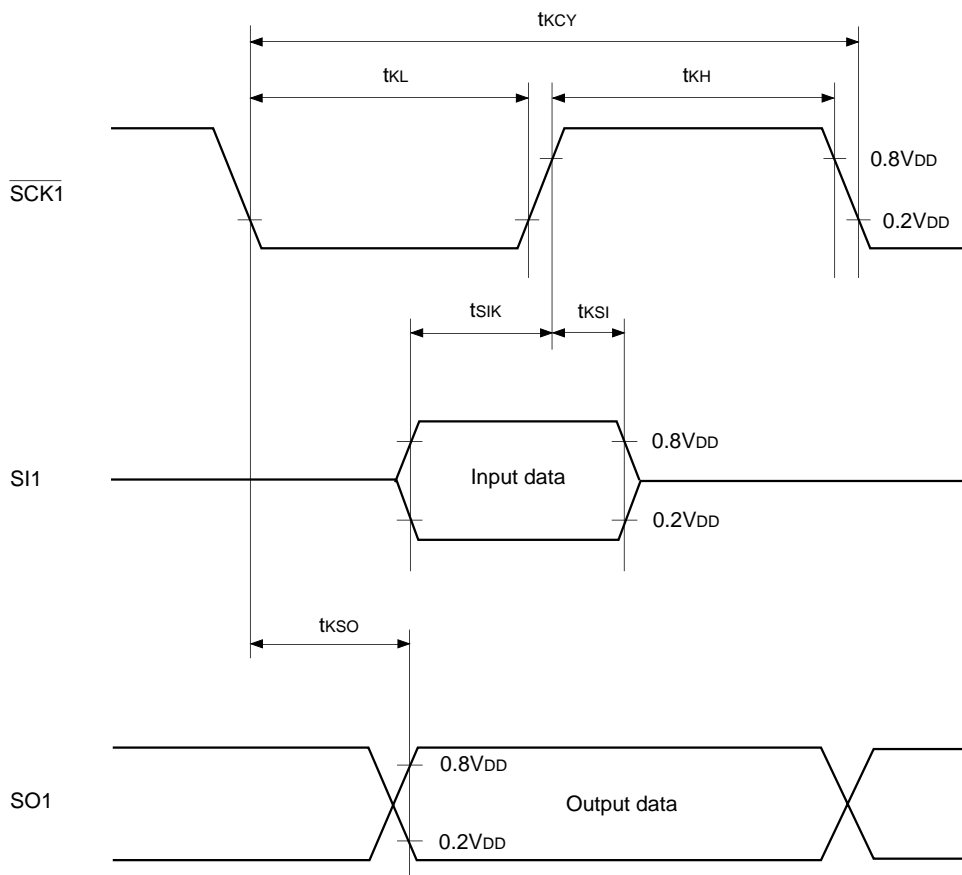 tKCY
tKL
tKH
0.8VDD
SCK1
0.2VDD
tSIK
tKSI
0.8VDD
SI1
Input data
0.2VDD
tKSO
0.8VDD
SO1
Output data
0.2VDD